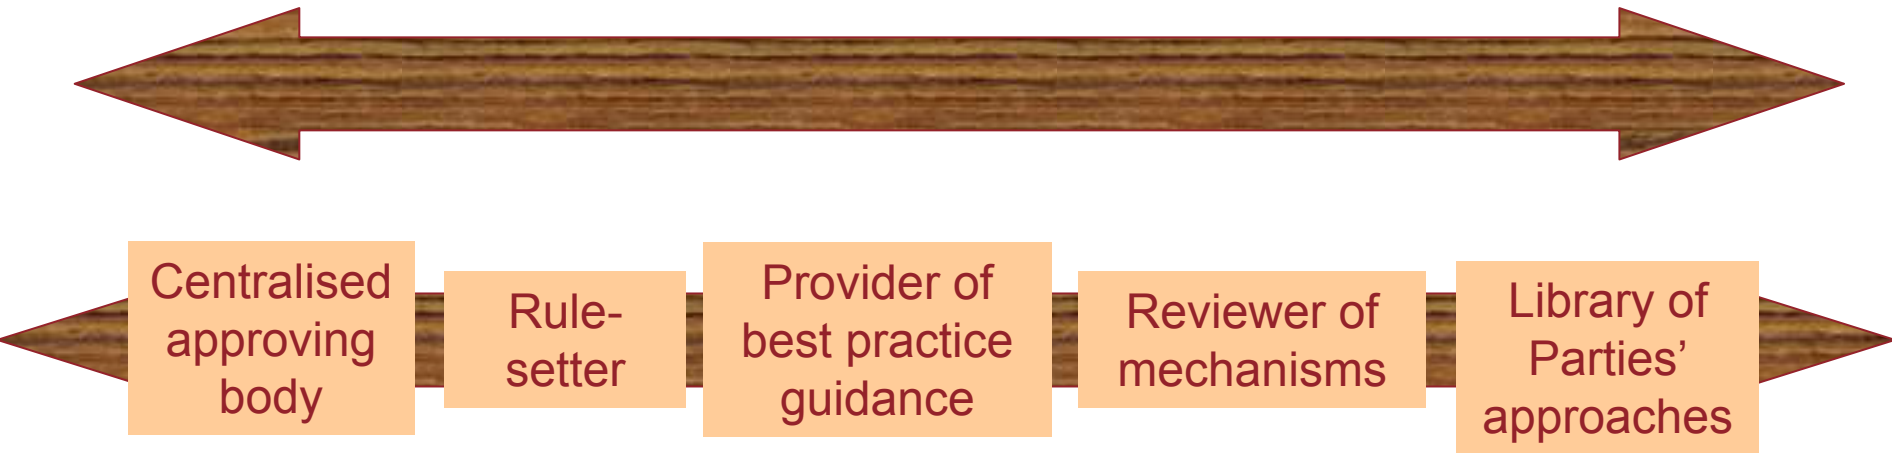 Centralised
approving
body
Rule-
setter
Provider of
best practice
guidance
Reviewer of
mechanisms
Library of
Parties’
approaches